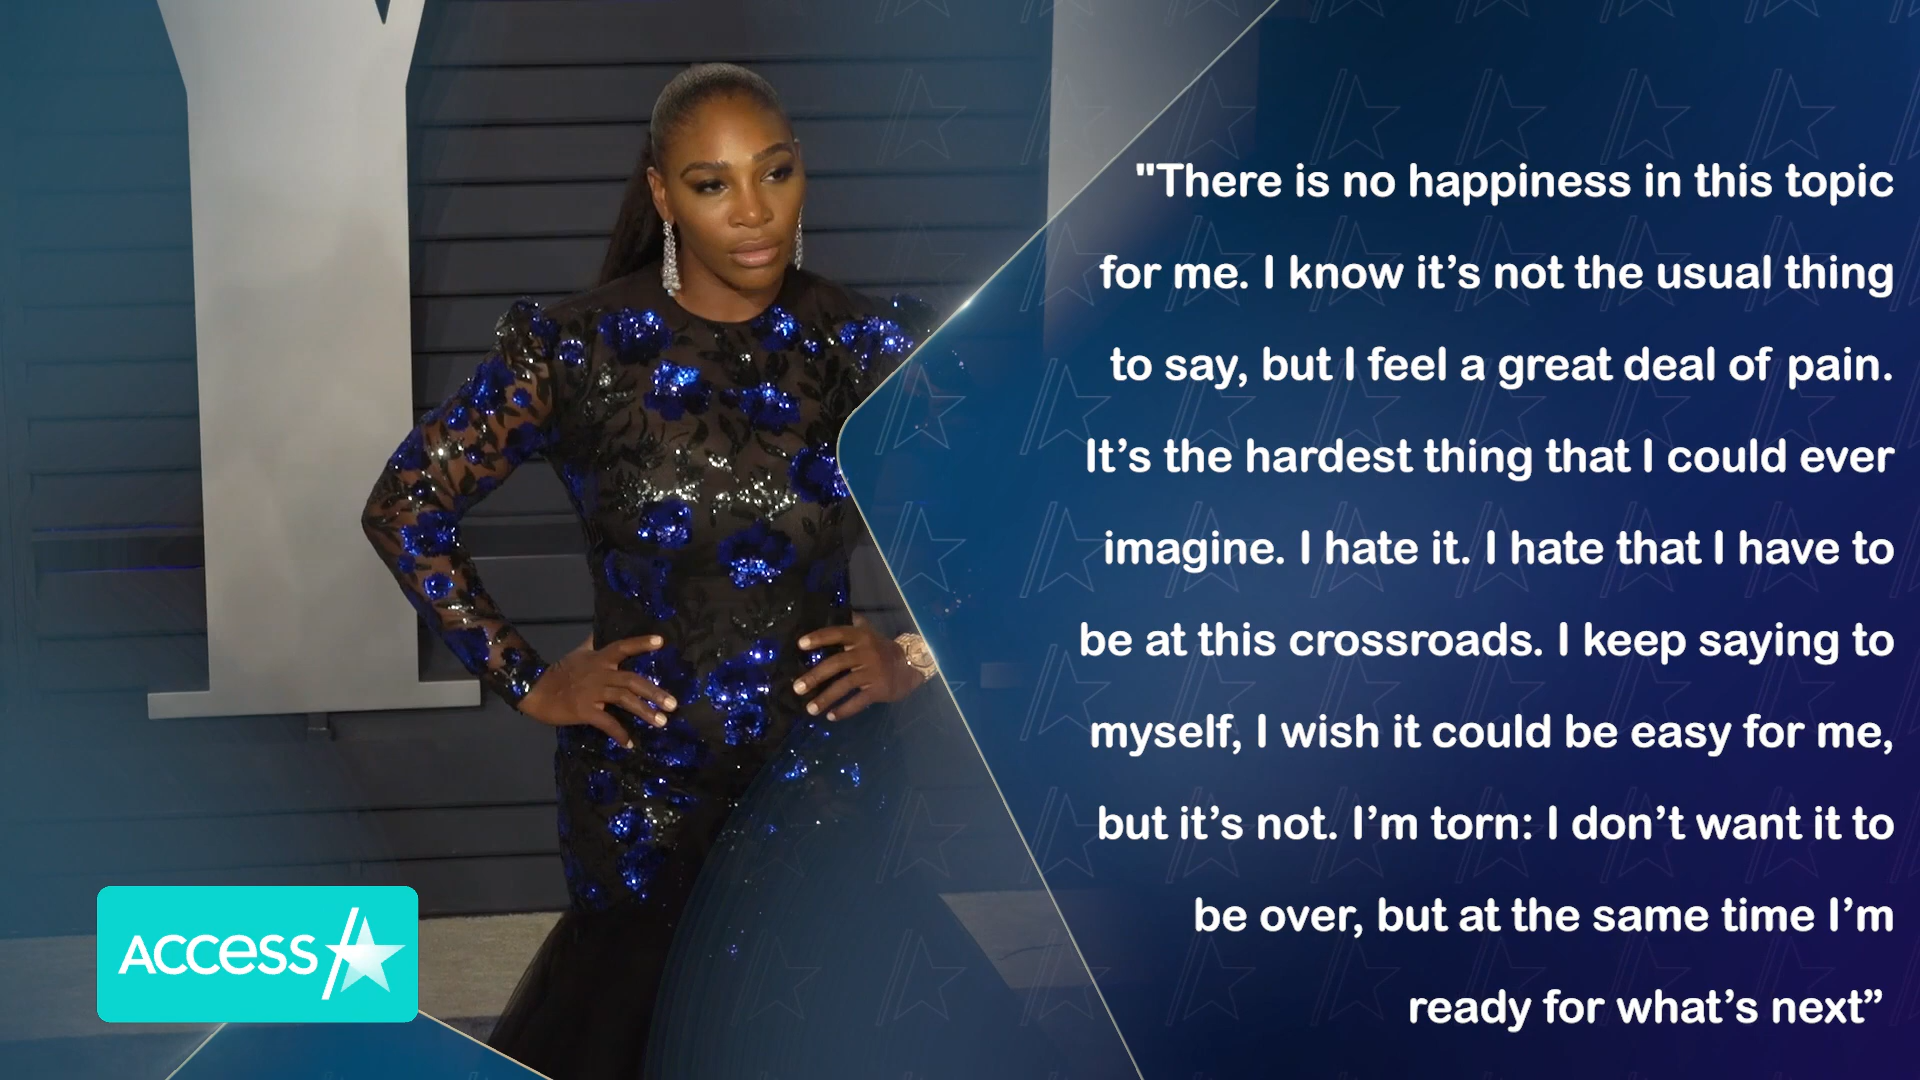 "There is no happiness in this topic
for me. I know it’s not the usual thing
to say, but I feel a great deal of pain.
It’s the hardest thing that I could ever
imagine. I hate it. I hate that I have to
be at this crossroads. I keep saying to
myself, I wish it could be easy for me,
but it’s not. I’m torn: I don’t want it to
be over, but at the same time I’m
ready for what’s next”
ACCESS